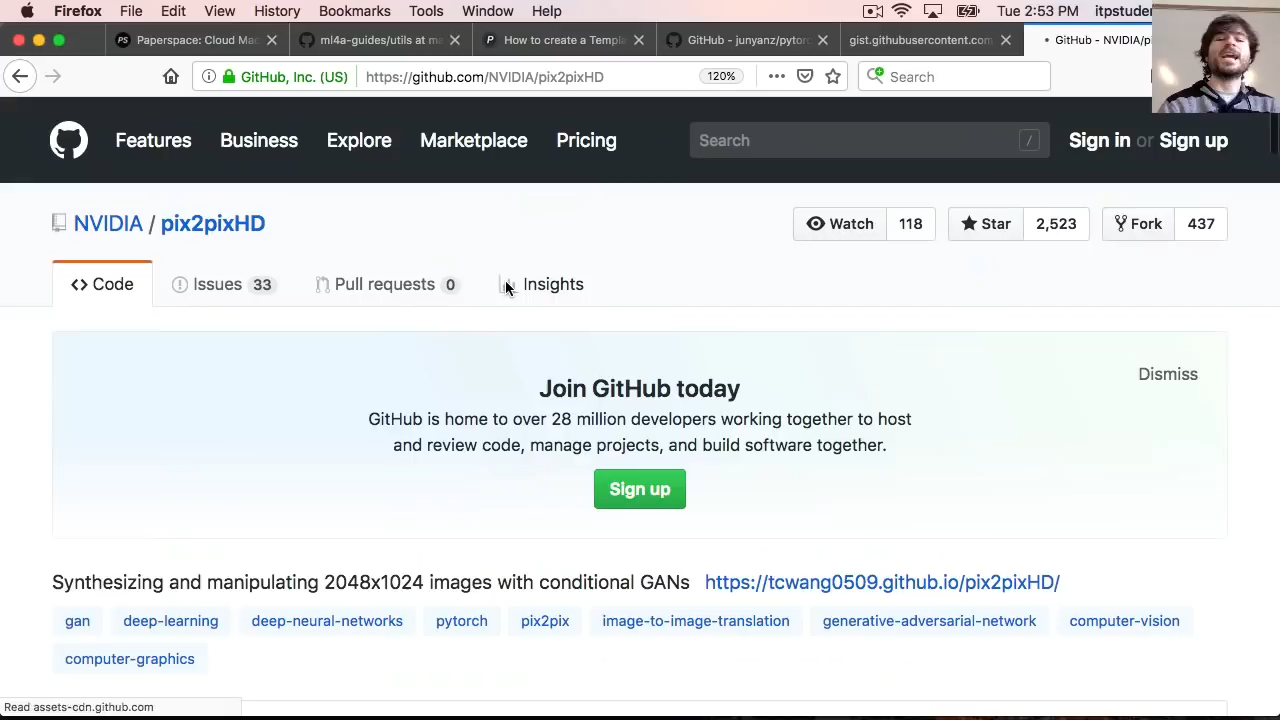 Firefox File Edit View History Bookmarks Tools Window Help Tue 2:53 PM itpstuden
PS Paperspace: Cloud Mac ml4a-guides/utils at ma P How to create a Templa GitHub - junyanz/pytorc gist.githubusercontent.com GitHub - NVIDIA/pi
GitHub, Inc. (US) https://github.com/NVIDIA/pix2pixHD 120% Search
Features Business Explore Marketplace Pricing Search / Sign in or Sign up
NVIDIA / pix2pixHD Watch 118 Star 2,523 Fork 437
Code Issues 33 Pull requests 0 Insights
Join GitHub today
Dismiss
GitHub is home to over 28 million developers working together to host
and review code, manage projects, and build software together.
Sign up
Synthesizing and manipulating 2048x1024 images with conditional GANs https://tcwang0509.github.io/pix2pixHD/
gan deep-learning deep-neural-networks pytorch pix2pix image-to-image-translation generative-adversarial-network computer-vision
computer-graphics
Read assets-cdn.github.com